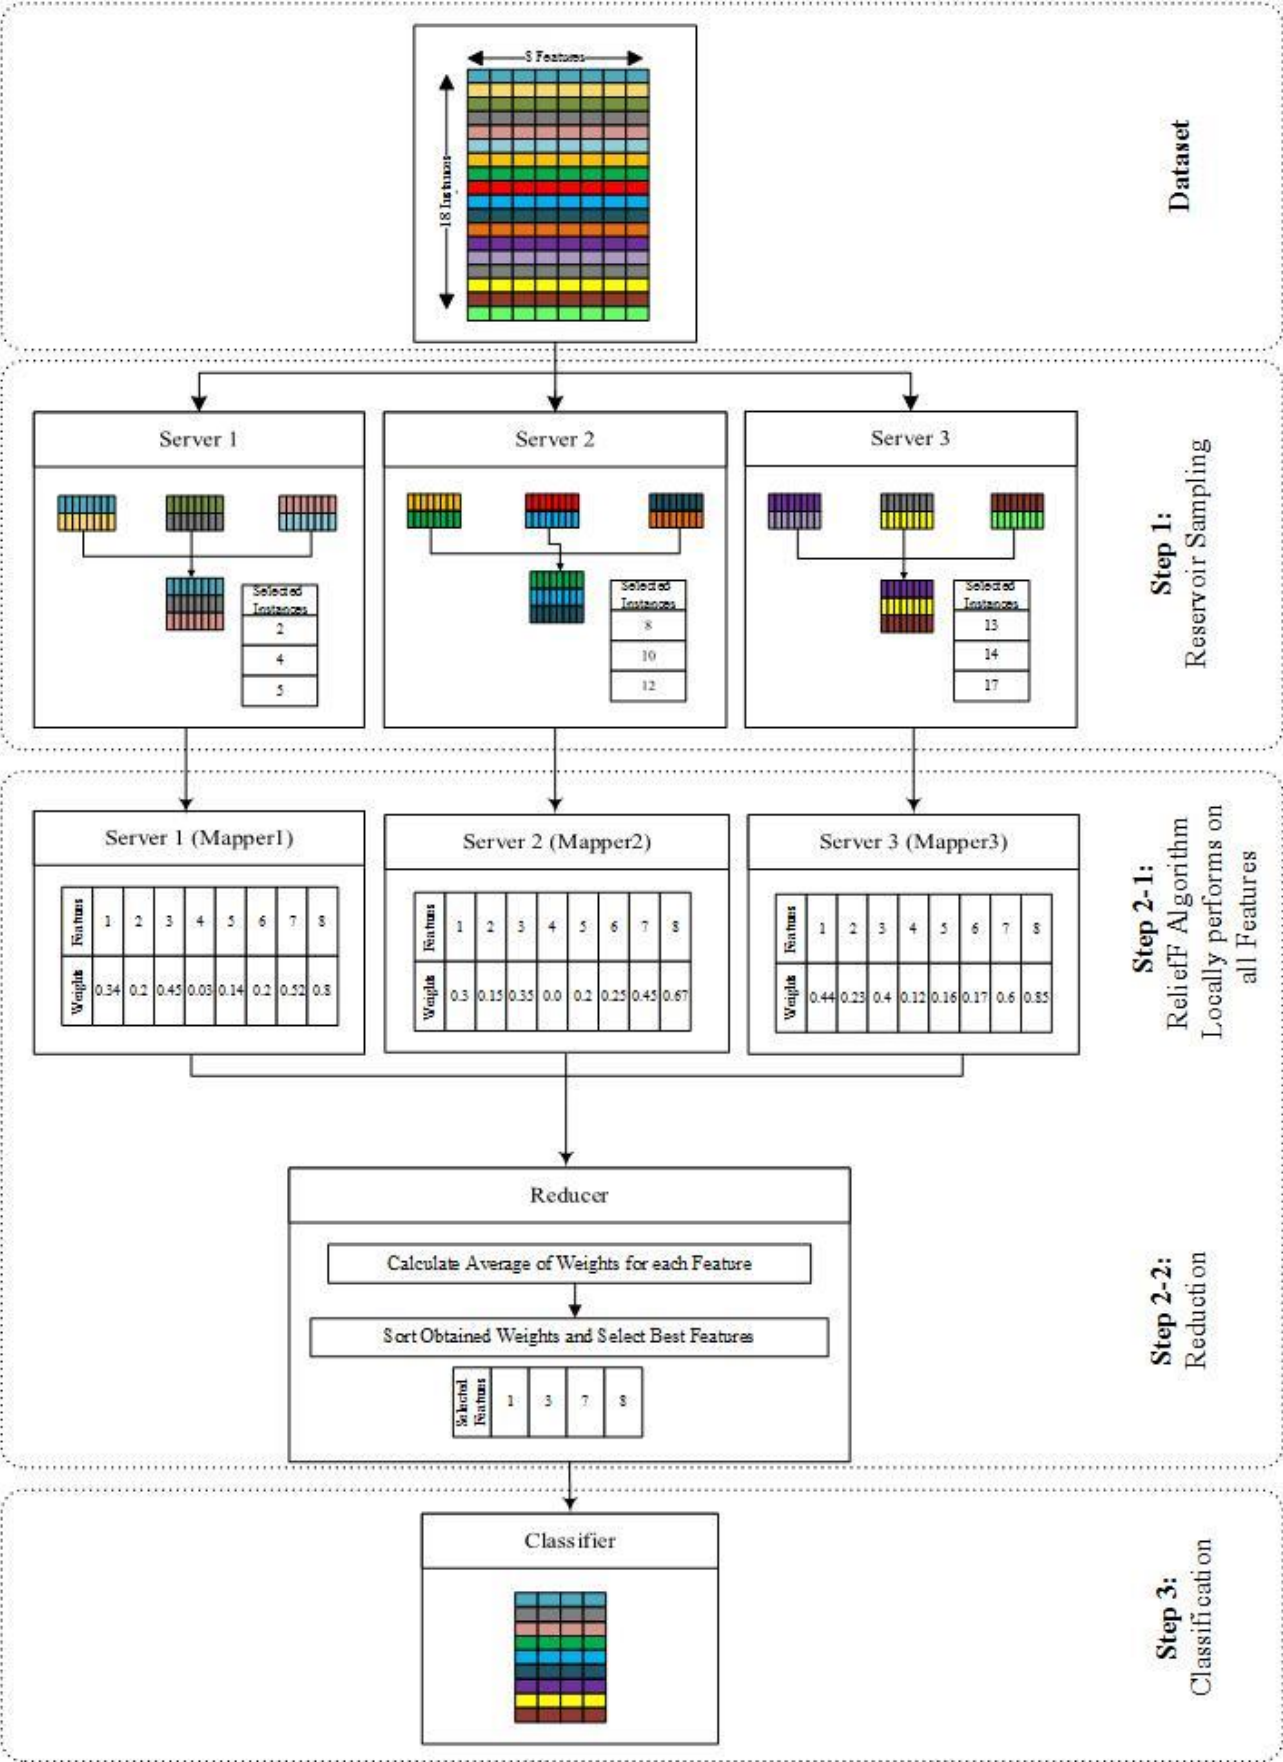 8 Features
18 Instances
Dataset
Server 1
Server 2
Server 3
Selected
Instances
2
4
5
Selected
Instances
8
10
12
Selected
Instances
13
14
17
Step 1:
Reservoir Sampling
Server 1 (Mapper1)
Features 1 2 3 4 5 6 7 8
Weights 0.34 0.2 0.45 0.03 0.14 0.2 0.52 0.8
Server 2 (Mapper2)
Features 1 2 3 4 5 6 7 8
Weights 0.3 0.15 0.35 0.0 0.2 0.25 0.45 0.67
Server 3 (Mapper3)
Features 1 2 3 4 5 6 7 8
Weights 0.44 0.23 0.4 0.12 0.16 0.17 0.6 0.85
Step 2-1:
ReliefF Algorithm
Locally performs on
all Features
Reducer
Calculate Average of Weights for each Feature
Sort Obtained Weights and Select Best Features
Selected
Features
1 3 7 8
Step 2-2:
Reduction
Classifier
Step 3:
Classification